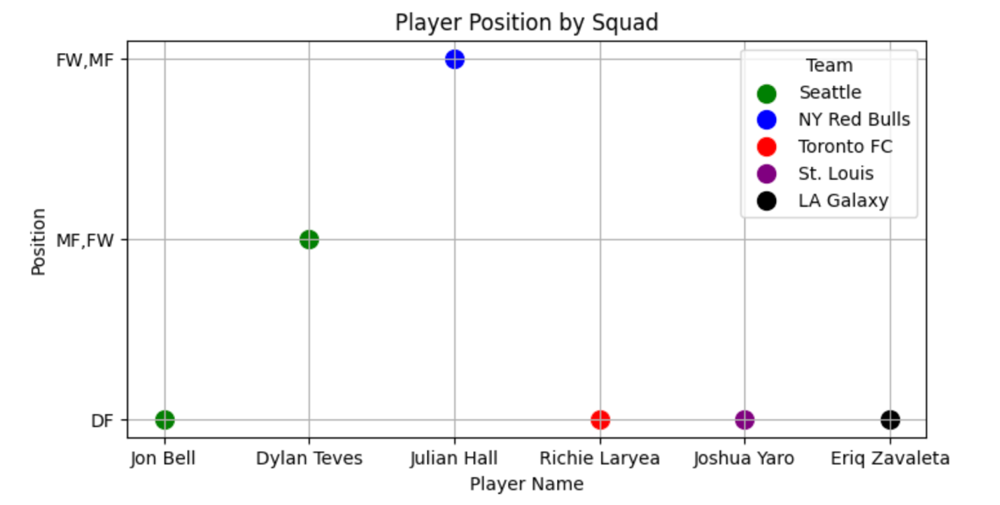 Player Position by Squad
FW,MF
MF,FW
DF
Position
Team
Seattle
NY Red Bulls
Toronto FC
St. Louis
LA Galaxy
Jon Bell
Dylan Teves
Julian Hall
Richie Laryea
Joshua Yaro
Eriq Zavaleta
Player Name